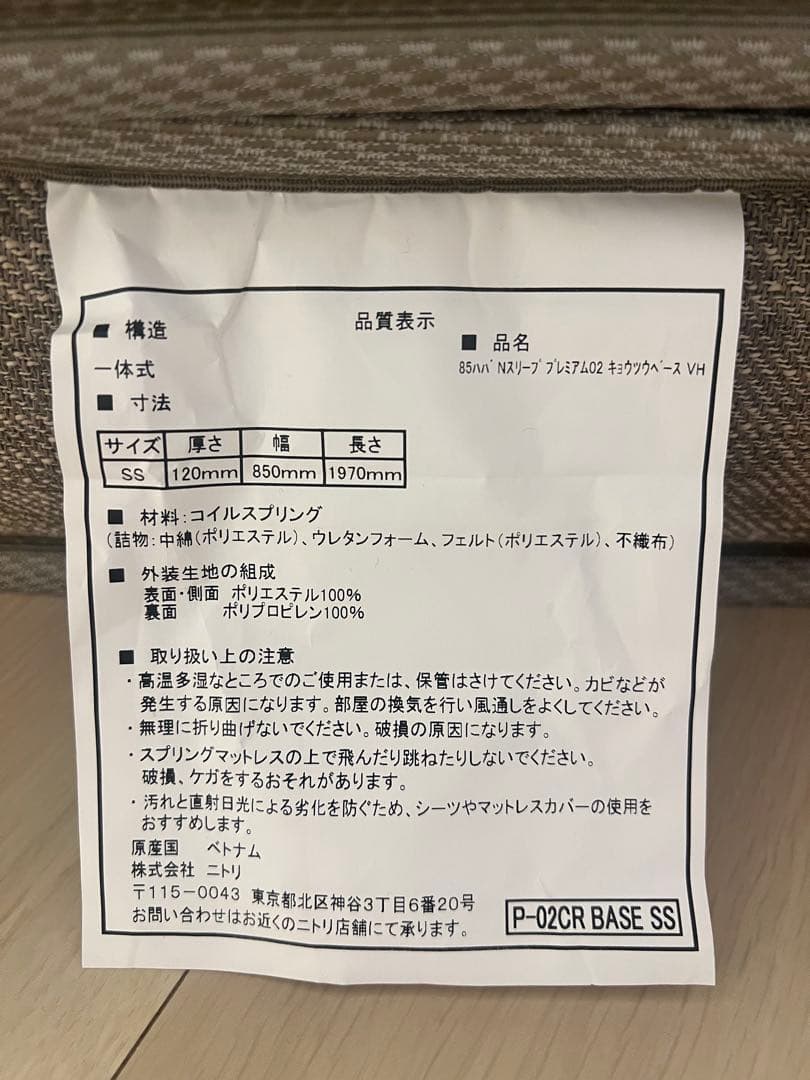 品質表示
■ 構造
一体式
■ 品名
85ハバ Nスリープ プレミアム02 キョウツウベース VH
■ 寸法
サイズ 厚さ 幅 長さ
SS 120mm 850mm 1970mm
■ 材料:コイルスプリング
(詰物:中綿(ポリエステル)、ウレタンフォーム、フェルト(ポリエステル)、不織布)
■ 外装生地の組成
表面・側面 ポリエステル100%
裏面 ポリプロピレン100%
■ 取り扱い上の注意
・高温多湿なところでのご使用または、保管はさけてください。カビなどが
発生する原因になります。部屋の換気を行い風通しをよくしてください。
・無理に折り曲げないでください。破損の原因になります。
・スプリングマットレスの上で飛んだり跳ねたりしないでください。
破損、ケガをするおそれがあります。
・汚れと直射日光による劣化を防ぐため、シーツやマットレスカバーの使用を
おすすめします。
原産国 ベトナム
株式会社 ニトリ
〒115-0043 東京都北区神谷3丁目6番20号
お問い合わせはお近くのニトリ店舗にて承ります。
P-02CR BASE SS